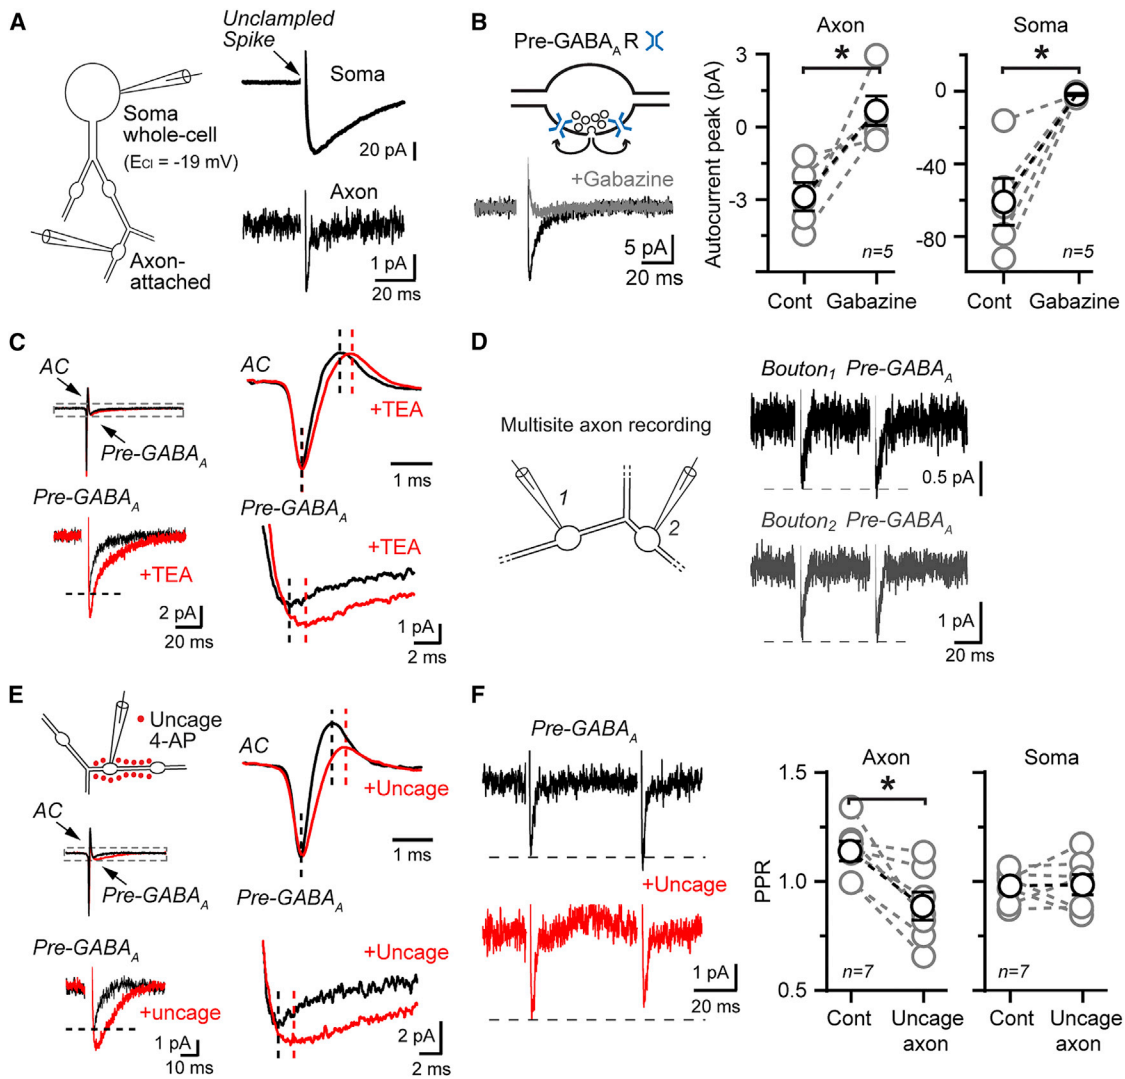 A
Unclamped
Spike
Soma
Soma
whole-cell
(ECl = -19 mV)
20 pA
Axon
Axon-
attached
1 pA
20 ms
B
Pre-GABAAR
+Gabazine
5 pA
20 ms
Axon
Soma
*
*
Autocurrent peak (pA)
3
0
-3
0
-40
-80
n=5
n=5
Cont
Gabazine
Cont
Gabazine
C
AC
Pre-GABAA
AC
+TEA
1 ms
Pre-GABAA
+TEA
2 pA
20 ms
Pre-GABAA
+TEA
1 pA
2 ms
D
Multisite axon recording
1
2
Bouton1 Pre-GABAA
0.5 pA
Bouton2 Pre-GABAA
1 pA
20 ms
E
Uncage
4-AP
AC
Pre-GABAA
AC
+Uncage
1 ms
Pre-GABAA
Pre-GABAA
+uncage
1 pA
10 ms
+Uncage
2 pA
2 ms
F
Pre-GABAA
+Uncage
1 pA
20 ms
Axon
Soma
*
PPR
1.5
1.0
0.5
n=7
n=7
Cont
Uncage
axon
Cont
Uncage
axon